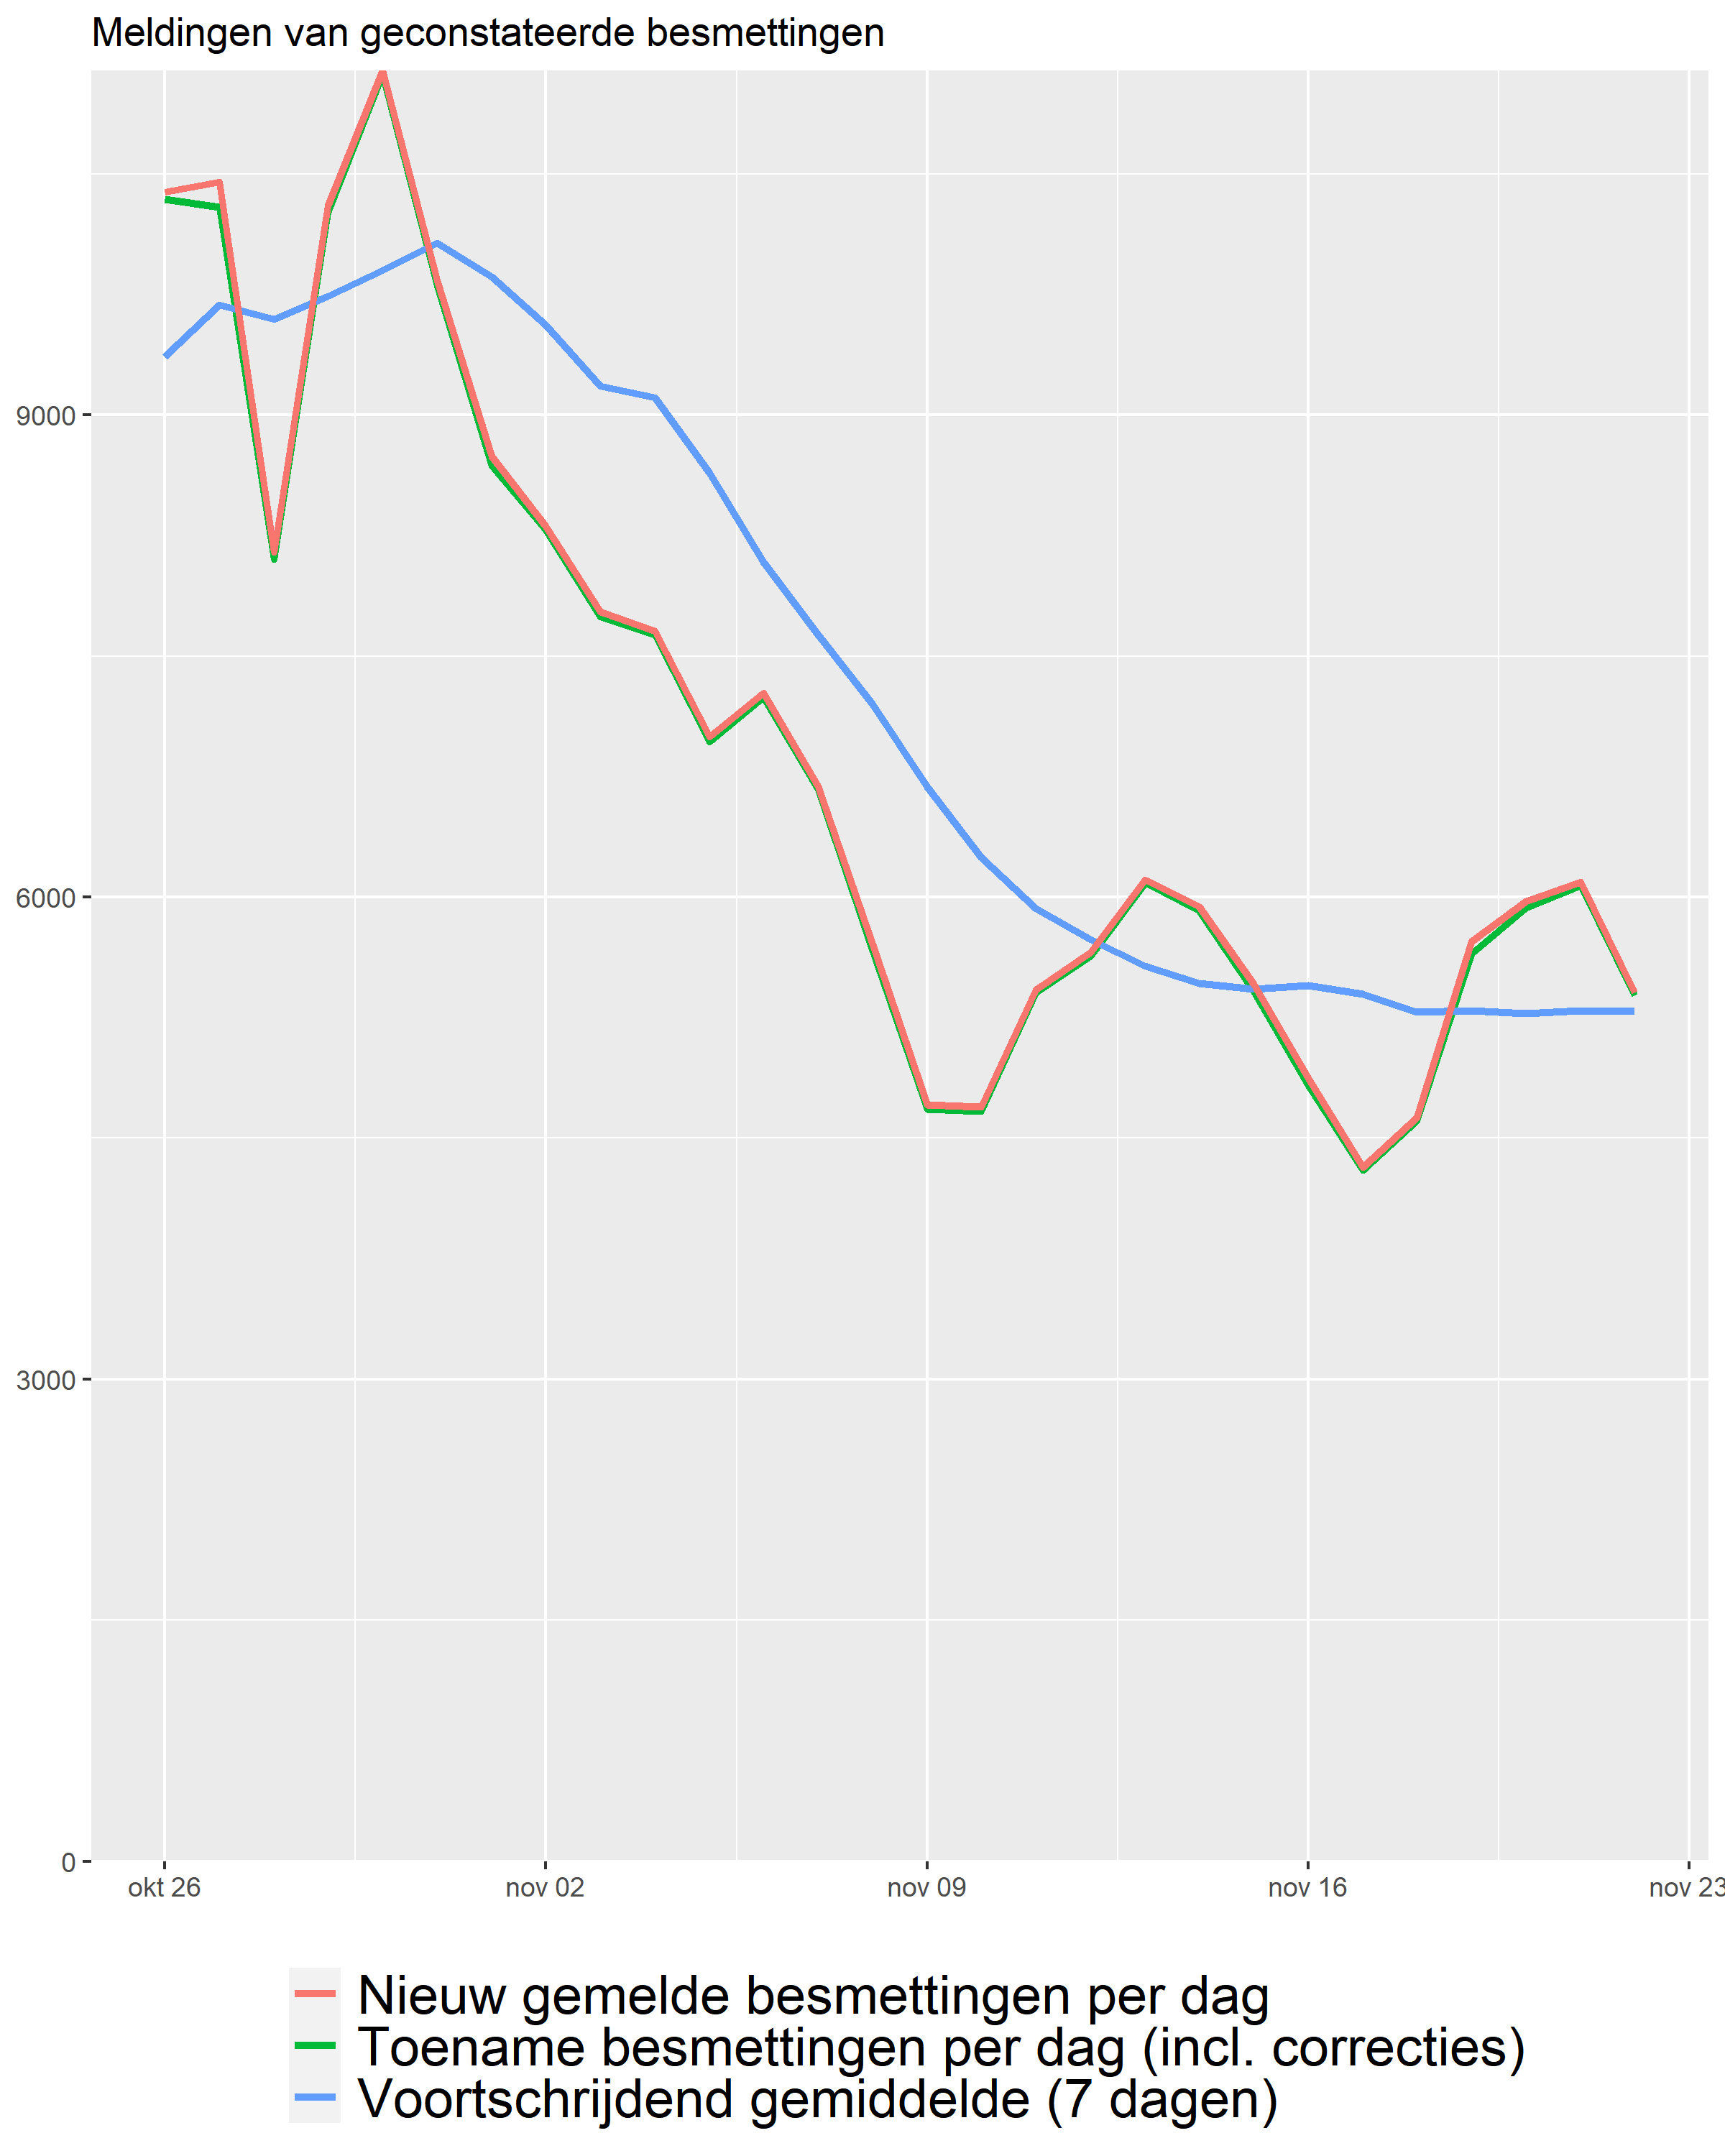 Meldingen van geconstateerde besmettingen
9000
6000
3000
0
okt 26
nov 02
nov 09
nov 16
nov 23
Nieuw gemelde besmettingen per dag
Toename besmettingen per dag (incl. correcties)
Voortschrijdend gemiddelde (7 dagen)